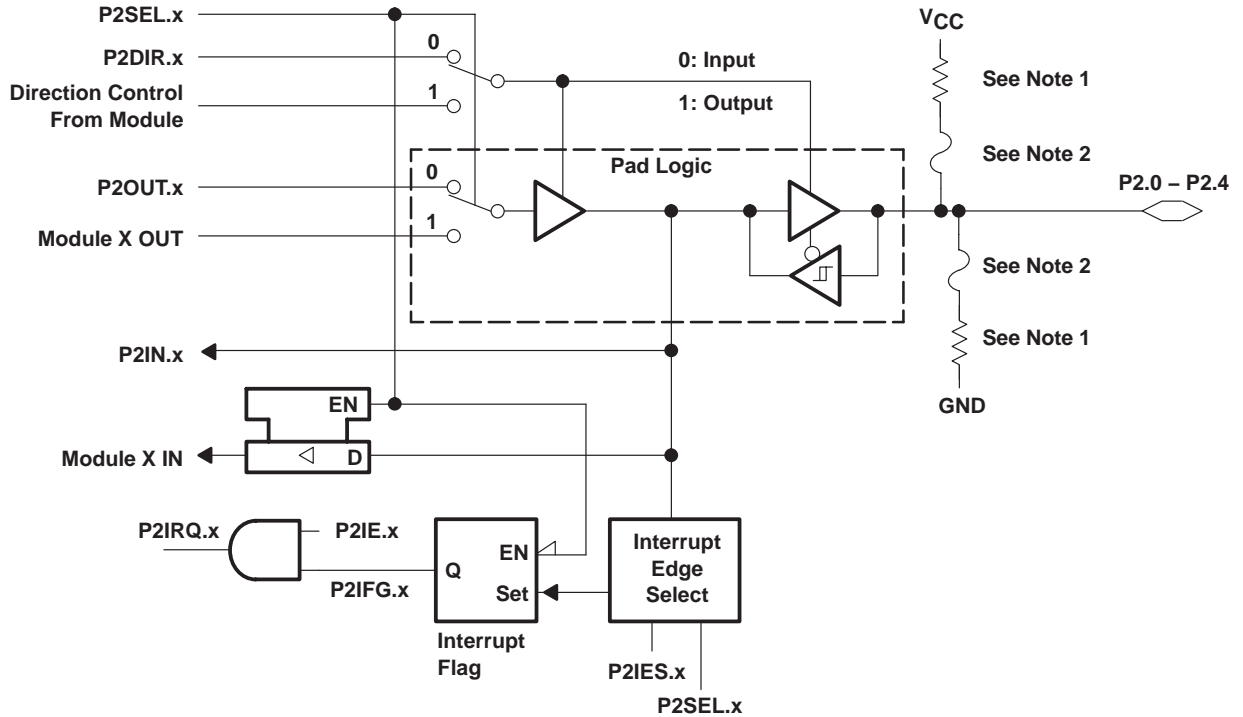 P2SEL.x
P2DIR.x
0
Direction Control
From Module
1
0: Input
1: Output
VCC
See Note 1
See Note 2
Pad Logic
P2OUT.x
0
Module X OUT
1
P2.0 – P2.4
See Note 2
See Note 1
GND
P2IN.x
EN
Module X IN
D
P2IRQ.x
P2IE.x
P2IFG.x
Q
EN
Set
Interrupt
Flag
Interrupt
Edge
Select
P2IES.x
P2SEL.x